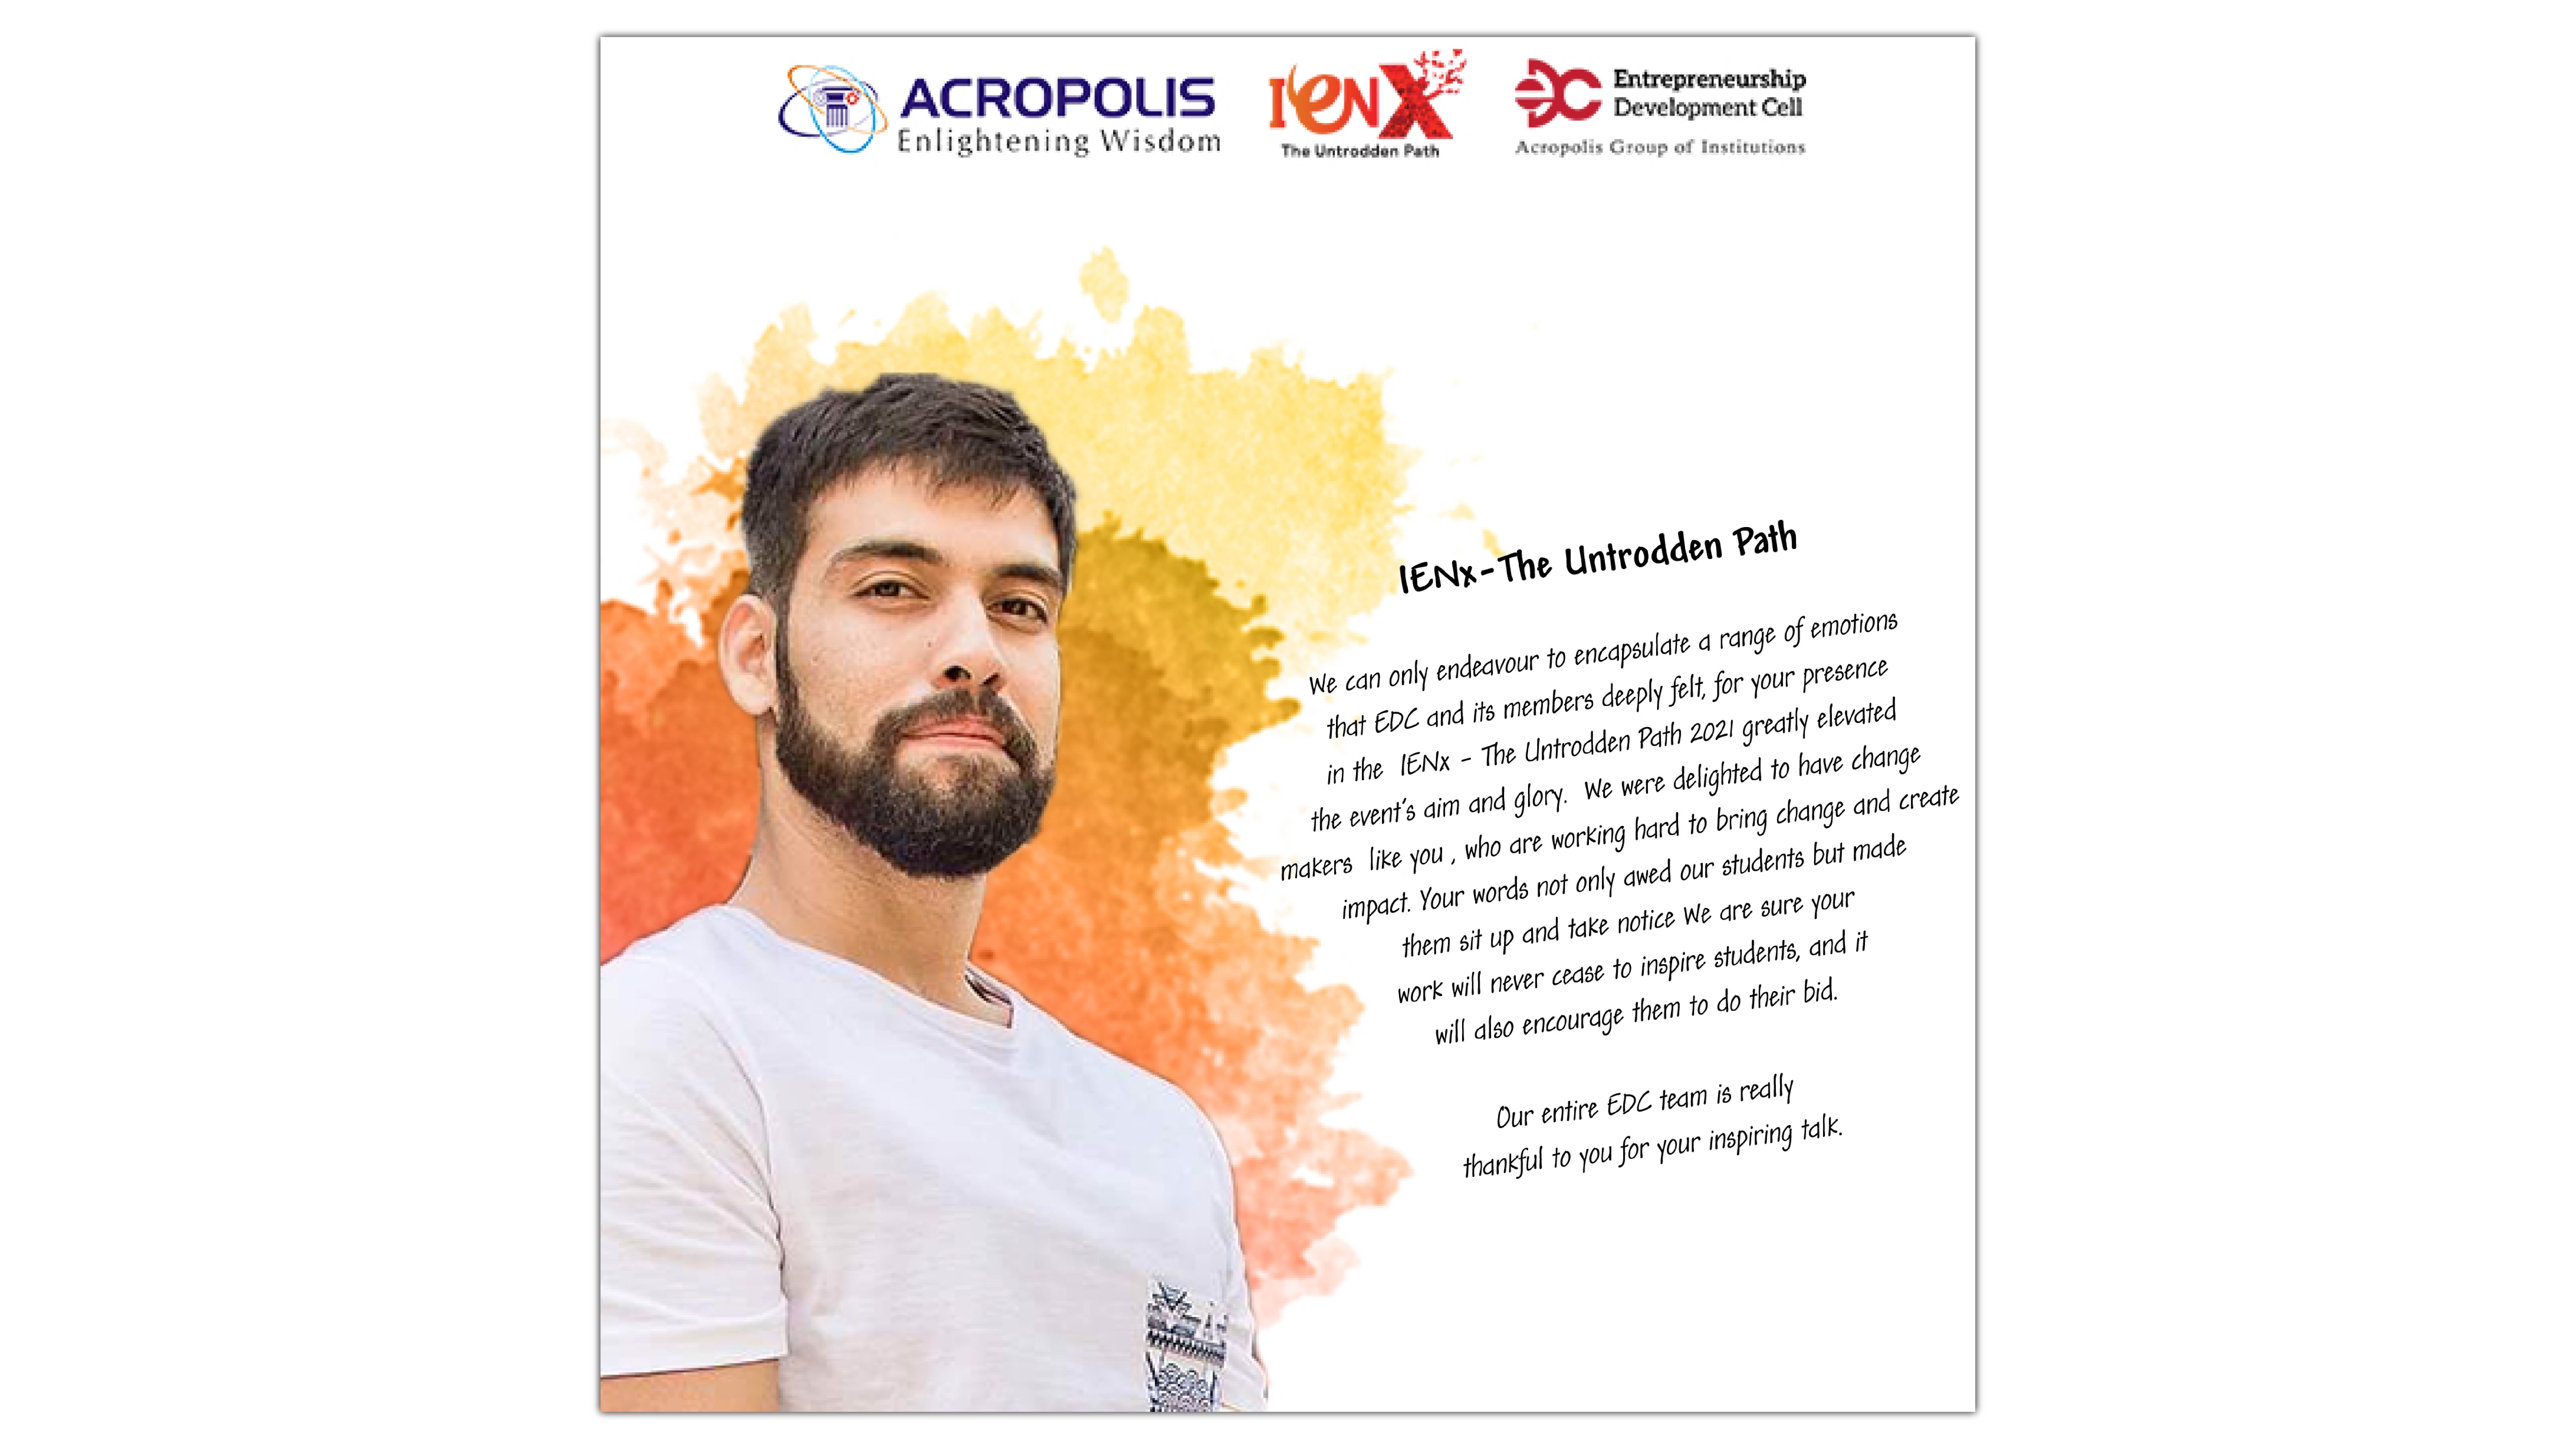 ACROPOLIS
Enlightening Wisdom
IENX
The Untrodden Path
EDC
Entrepreneurship
Development Cell
Acropolis Group of Institutions
IENx-The Untrodden Path
We can only endeavour to encapsulate a range of emotions
that EDC and its members deeply felt, for your presence
in the IENx - The Untrodden Path 2021 greatly elevated
the event's aim and glory. We were delighted to have change
makers like you , who are working hard to bring change and create
impact. Your words not only awed our students but made
them sit up and take notice We are sure your
work will never cease to inspire students, and it
will also encourage them to do their bid.
Our entire EDC team is really
thankful to you for your inspiring talk.